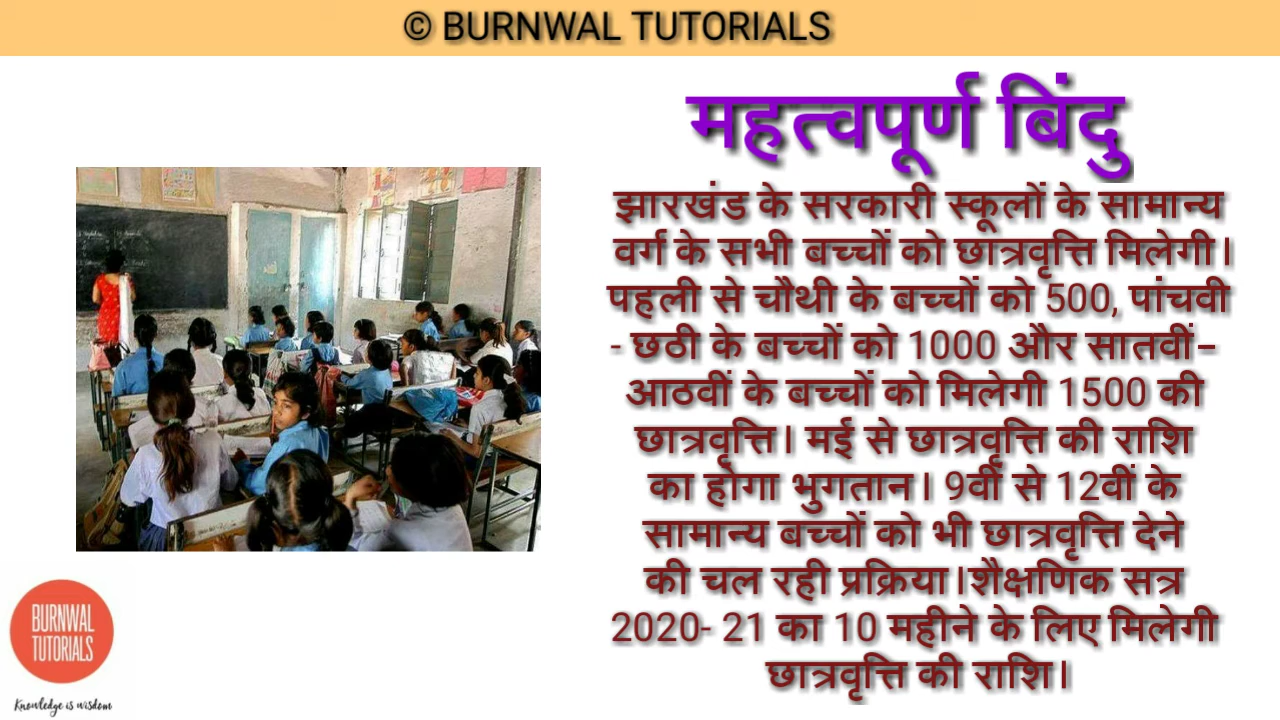 © BURNWAL TUTORIALS
महत्वपूर्ण बिंदु
झारखंड के सरकारी स्कूलों के सामान्य
वर्ग के सभी बच्चों को छात्रवृत्ति मिलेगी।
पहली से चौथी के बच्चों को 500, पांचवी
- छठी के बच्चों को 1000 और सातवीं–
आठवीं के बच्चों को मिलेगी 1500 की
छात्रवृत्ति। मई से छात्रवृत्ति की राशि
का होगा भुगतान। 9वीं से 12वीं के
सामान्य बच्चों को भी छात्रवृत्ति देने
की चल रही प्रक्रिया।शैक्षणिक सत्र
2020- 21 का 10 महीने के लिए मिलेगी
छात्रवृत्ति की राशि।
BURNWAL
TUTORIALS
Knowledge is wisdom